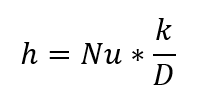 h = Nu * k/D